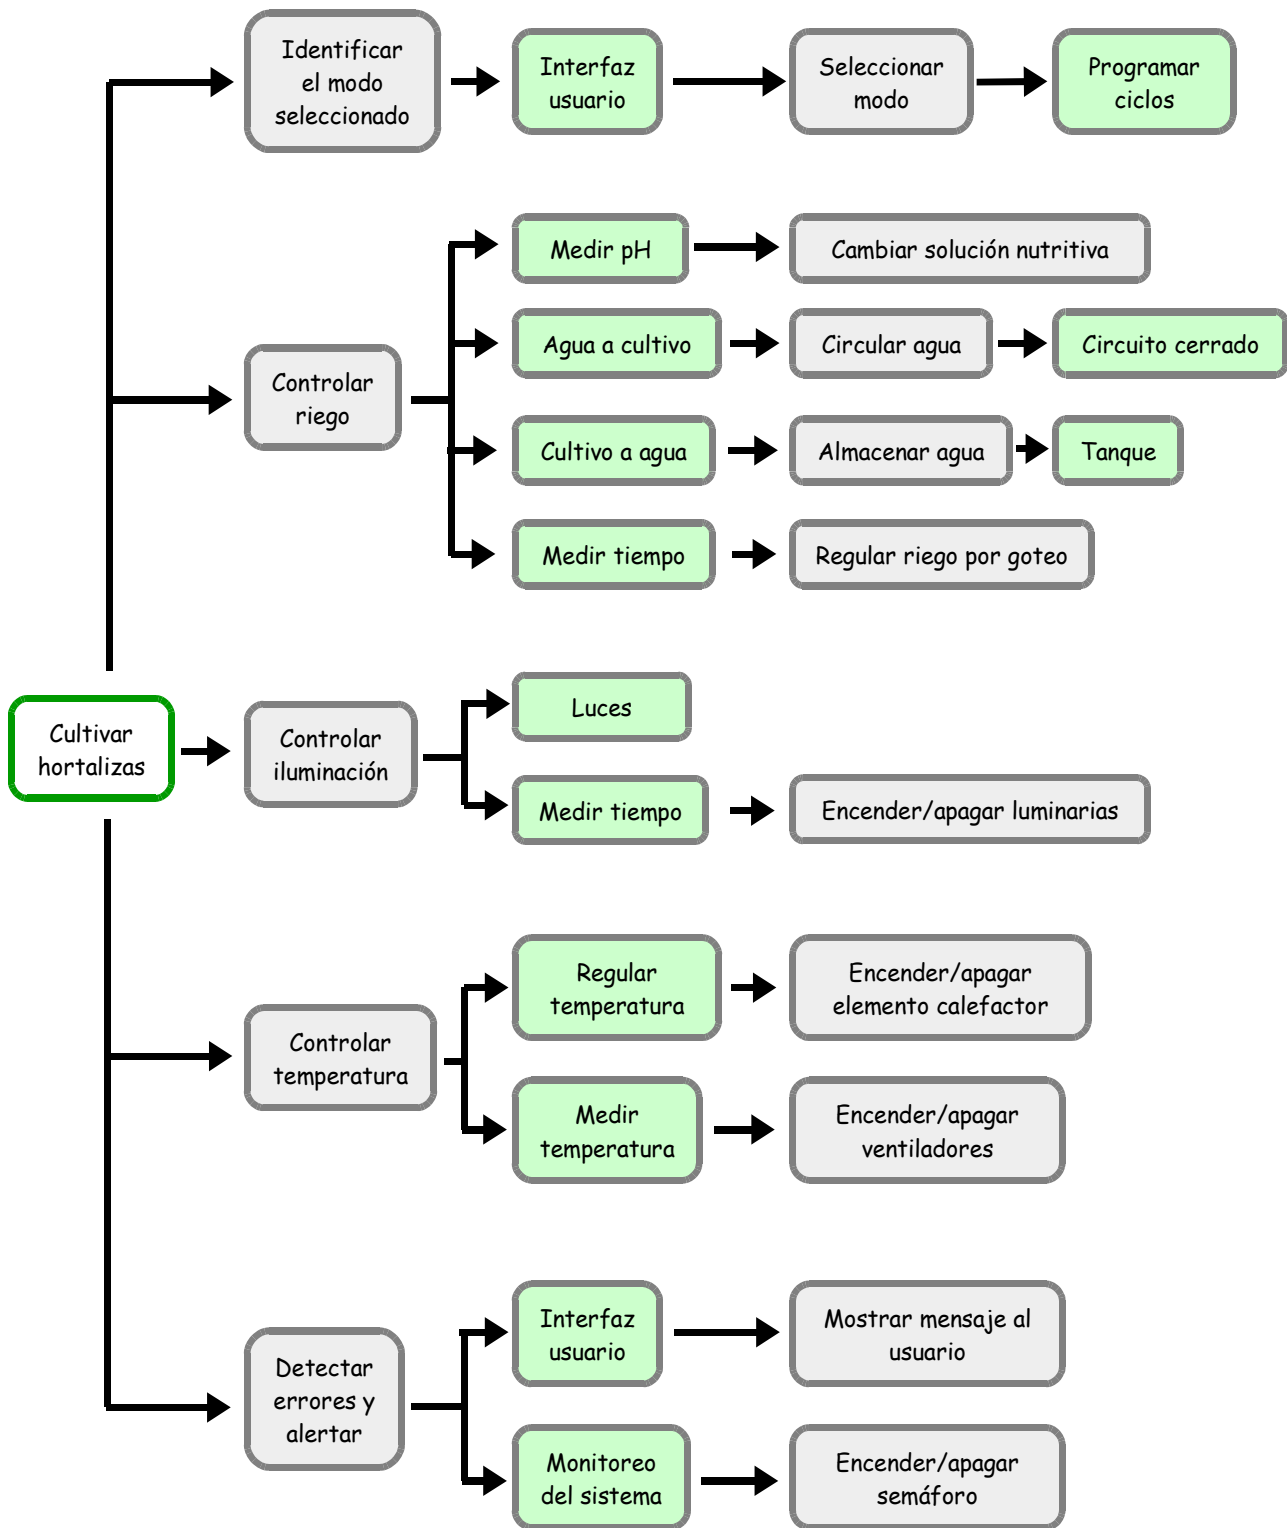 Identificar
el modo
seleccionado
Interfaz
usuario
Seleccionar
modo
Programar
ciclos
Medir pH
Cambiar solución nutritiva
Agua a cultivo
Circular agua
Circuito cerrado
Controlar
riego
Cultivo a agua
Almacenar agua
Tanque
Medir tiempo
Regular riego por goteo
Cultivar
hortalizas
Controlar
iluminación
Luces
Medir tiempo
Encender/apagar luminarias
Controlar
temperatura
Regular
temperatura
Encender/apagar
elemento calefactor
Medir
temperatura
Encender/apagar
ventiladores
Detectar
errores y
alertar
Interfaz
usuario
Mostrar mensaje al
usuario
Monitoreo
del sistema
Encender/apagar
semáforo